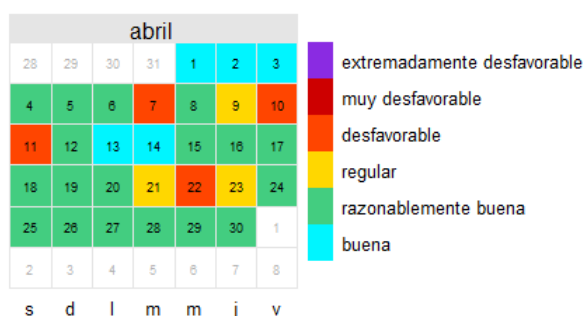 abril
28 29 30 31 1 2 3
4 5 6 7 8 9 10
11 12 13 14 15 16 17
18 19 20 21 22 23 24
25 26 27 28 29 30 1
2 3 4 5 6 7 8
s d l m m j v
extremadamente desfavorable
muy desfavorable
desfavorable
regular
razonablemente buena
buena